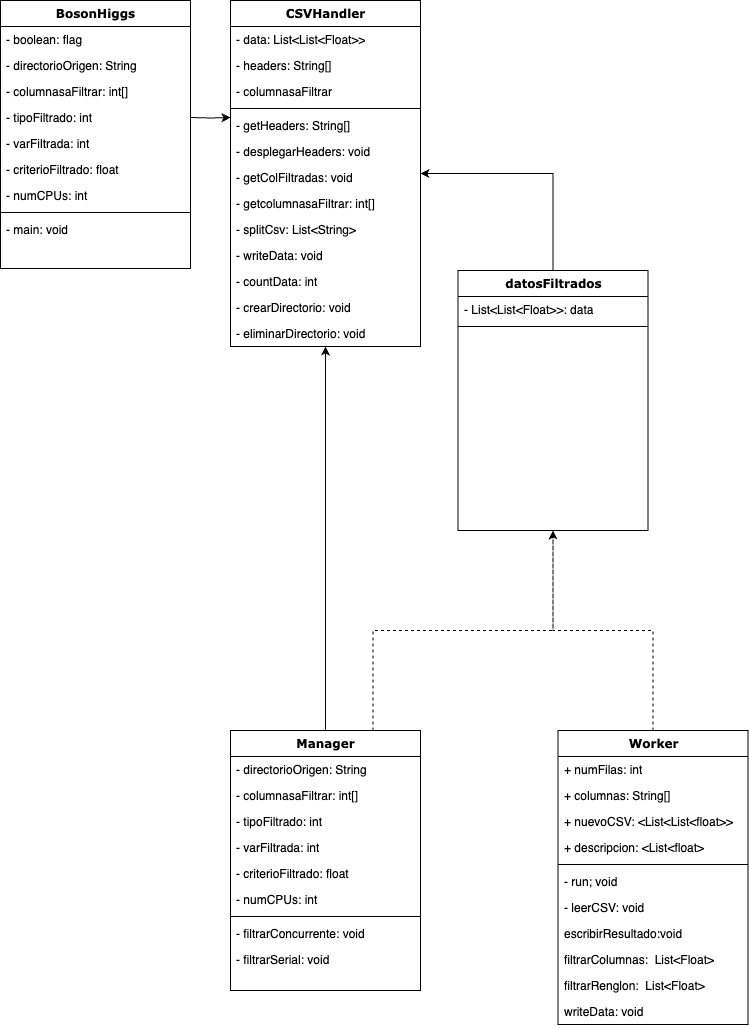 BosonHiggs
- boolean: flag
- directorioOrigen: String
- columnasaFiltrar: int[]
- tipoFiltrado: int
- varFiltrada: int
- criterioFiltrado: float
- numCPUs: int
- main: void
CSVHandler
- data: List<List<Float>>
- headers: String[]
- columnasaFiltrar
- getHeaders: String[]
- desplegarHeaders: void
- getColFiltradas: void
- getcolumnasaFiltrar: int[]
- splitCsv: List<String>
- writeData: void
- countData: int
- crearDirectorio: void
- eliminarDirectorio: void
datosFiltrados
- List<List<Float>>: data
Manager
- directorioOrigen: String
- columnasaFiltrar: int[]
- tipoFiltrado: int
- varFiltrada: int
- criterioFiltrado: float
- numCPUs: int
- filtrarConcurrente: void
- filtrarSerial: void
Worker
+ numFilas: int
+ columnas: String[]
+ nuevoCSV: <List<List<float>>
+ descripcion: <List<float>
- run; void
- leerCSV: void
escribirResultado:void
filtrarColumnas:  List<Float>
filtrarRenglon:  List<Float>
writeData: void